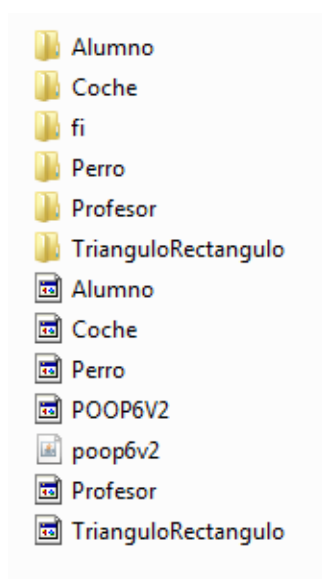 Alumno
Coche
fi
Perro
Profesor
TrianguloRectangulo
Alumno
Coche
Perro
POOP6V2
poop6v2
Profesor
TrianguloRectangulo